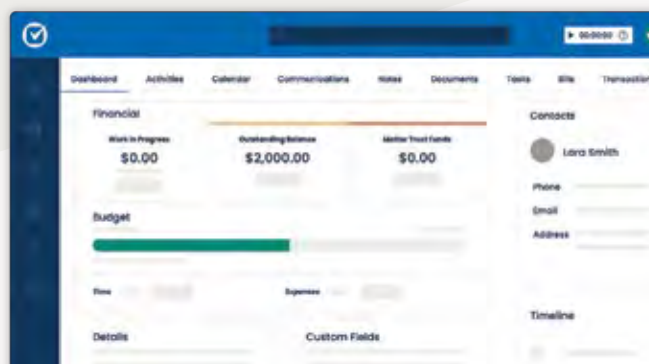 00:00:00
Dashboard Activities Calendar Communications Notes Documents Tasks Bills Transaction
Financial
Work in Progress Outstanding Balance Matter Trust Funds
$0.00 $2,000.00 $0.00
Contacts
Lara Smith
Phone
Email
Address
Budget
Time Expenses
Details Custom Fields
Timeline